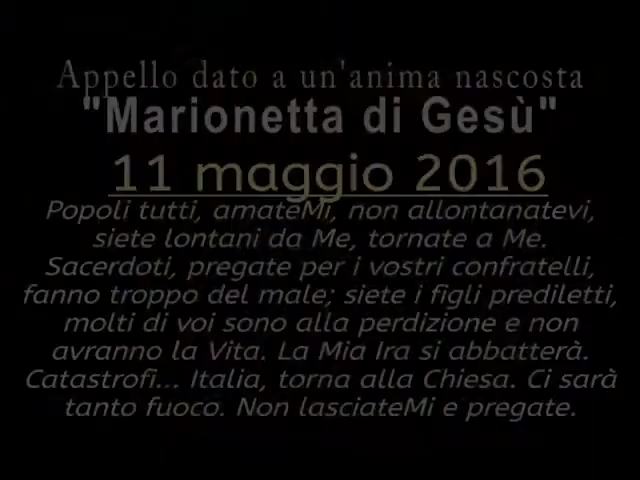 Appello dato a un'anima nascosta
"Marionetta di Gesù"
11 maggio 2016
Popoli tutti, amateMi, non allontanatevi,
siete lontani da Me, tornate a Me.
Sacerdoti, pregate per i vostri confratelli,
fanno troppo del male; siete i figli prediletti,
molti di voi sono alla perdizione e non
avranno la Vita. La Mia Ira si abbatterà.
Catastrofi... Italia, torna alla Chiesa. Ci sarà
tanto fuoco. Non lasciateMi e pregate.